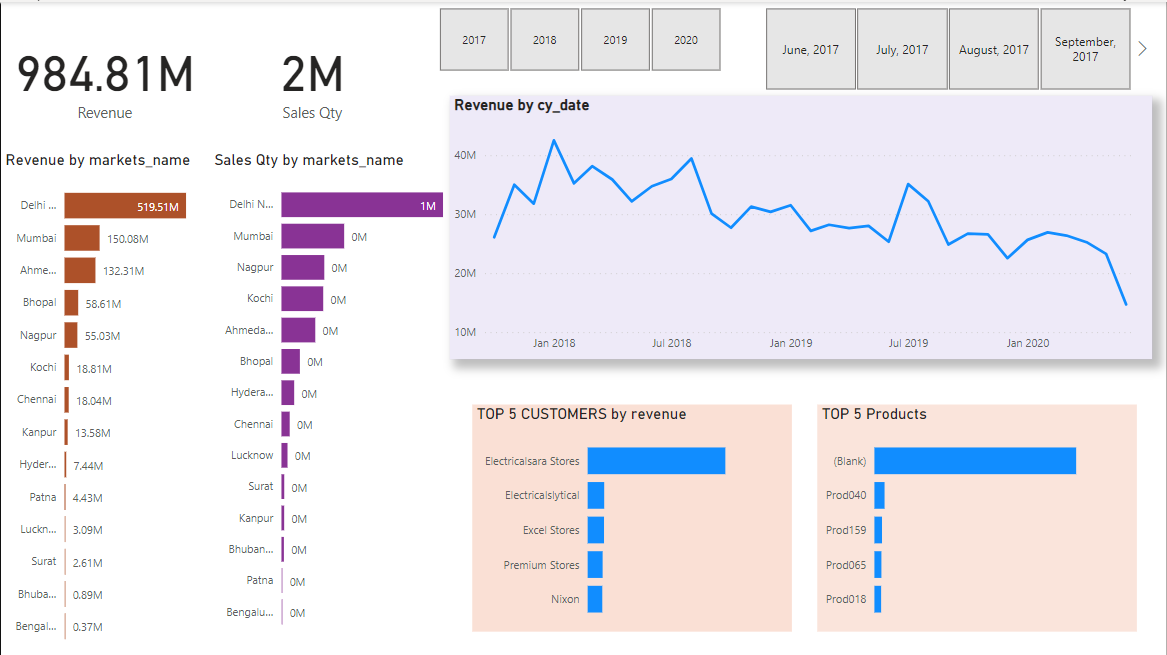 2017
2018
2019
2020
June, 2017
July, 2017
August, 2017
September,
2017
984.81M
Revenue
2M
Sales Qty
Revenue by cy_date
40M
30M
20M
10M
Jan 2018
Jul 2018
Jan 2019
Jul 2019
Jan 2020
Revenue by markets_name
Delhi ... 519.51M
Mumbai 150.08M
Ahme... 132.31M
Bhopal 58.61M
Nagpur 55.03M
Kochi 18.81M
Chennai 18.04M
Kanpur 13.58M
Hyder... 7.44M
Patna 4.43M
Luckn... 3.09M
Surat 2.61M
Bhuba... 0.89M
Bengal... 0.37M
Sales Qty by markets_name
Delhi N... 1M
Mumbai 0M
Nagpur 0M
Kochi 0M
Ahmeda... 0M
Bhopal 0M
Hydera... 0M
Chennai 0M
Lucknow 0M
Surat 0M
Kanpur 0M
Bhuban... 0M
Patna 0M
Bengalu... 0M
TOP 5 CUSTOMERS by revenue
Electricalsara Stores
Electricalslytical
Excel Stores
Premium Stores
Nixon
TOP 5 Products
(Blank)
Prod040
Prod159
Prod065
Prod018